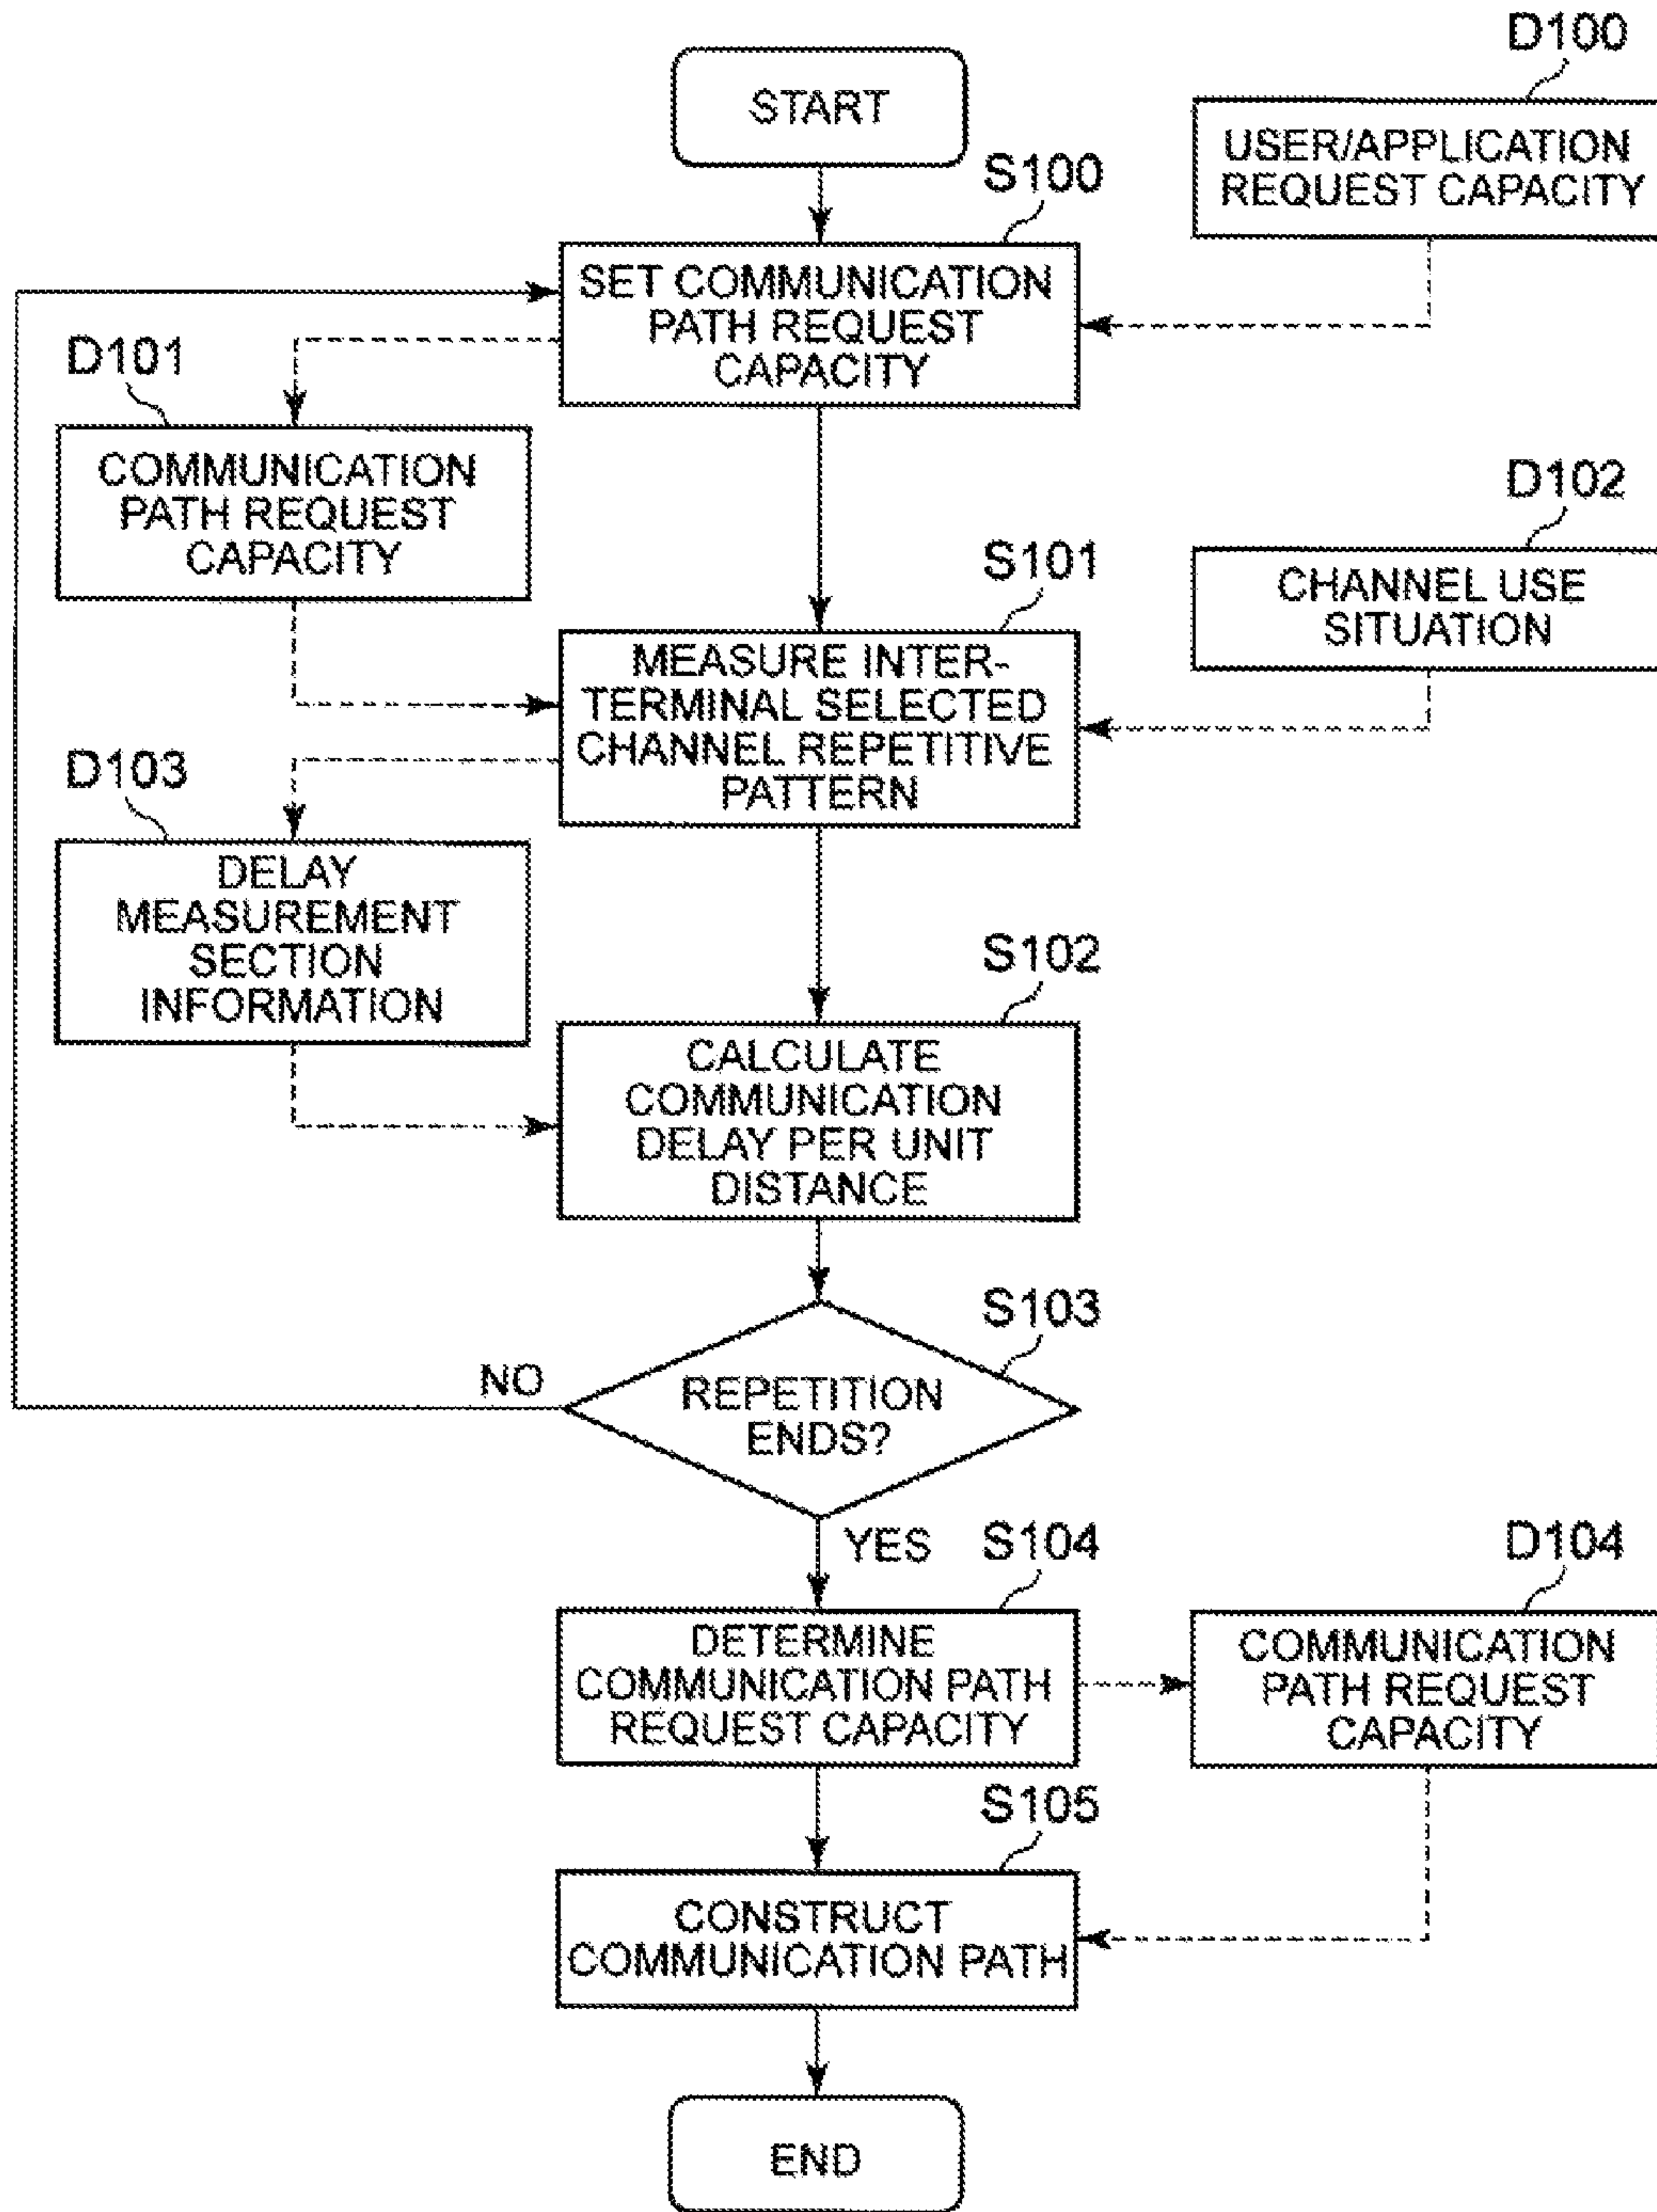 D100
START
USER/APPLICATION
REQUEST CAPACITY
S100
SET COMMUNICATION
PATH REQUEST
CAPACITY
D101
COMMUNICATION
PATH REQUEST
CAPACITY
D102
S101
CHANNEL USE
SITUATION
MEASURE INTER-
TERMINAL SELECTED
CHANNEL REPETITIVE
PATTERN
D103
DELAY
MEASUREMENT
SECTION
INFORMATION
S102
CALCULATE
COMMUNICATION
DELAY PER UNIT
DISTANCE
S103
NO
REPETITION
ENDS?
YES
S104
D104
DETERMINE
COMMUNICATION PATH
REQUEST CAPACITY
COMMUNICATION
PATH REQUEST
CAPACITY
S105
CONSTRUCT
COMMUNICATION PATH
END